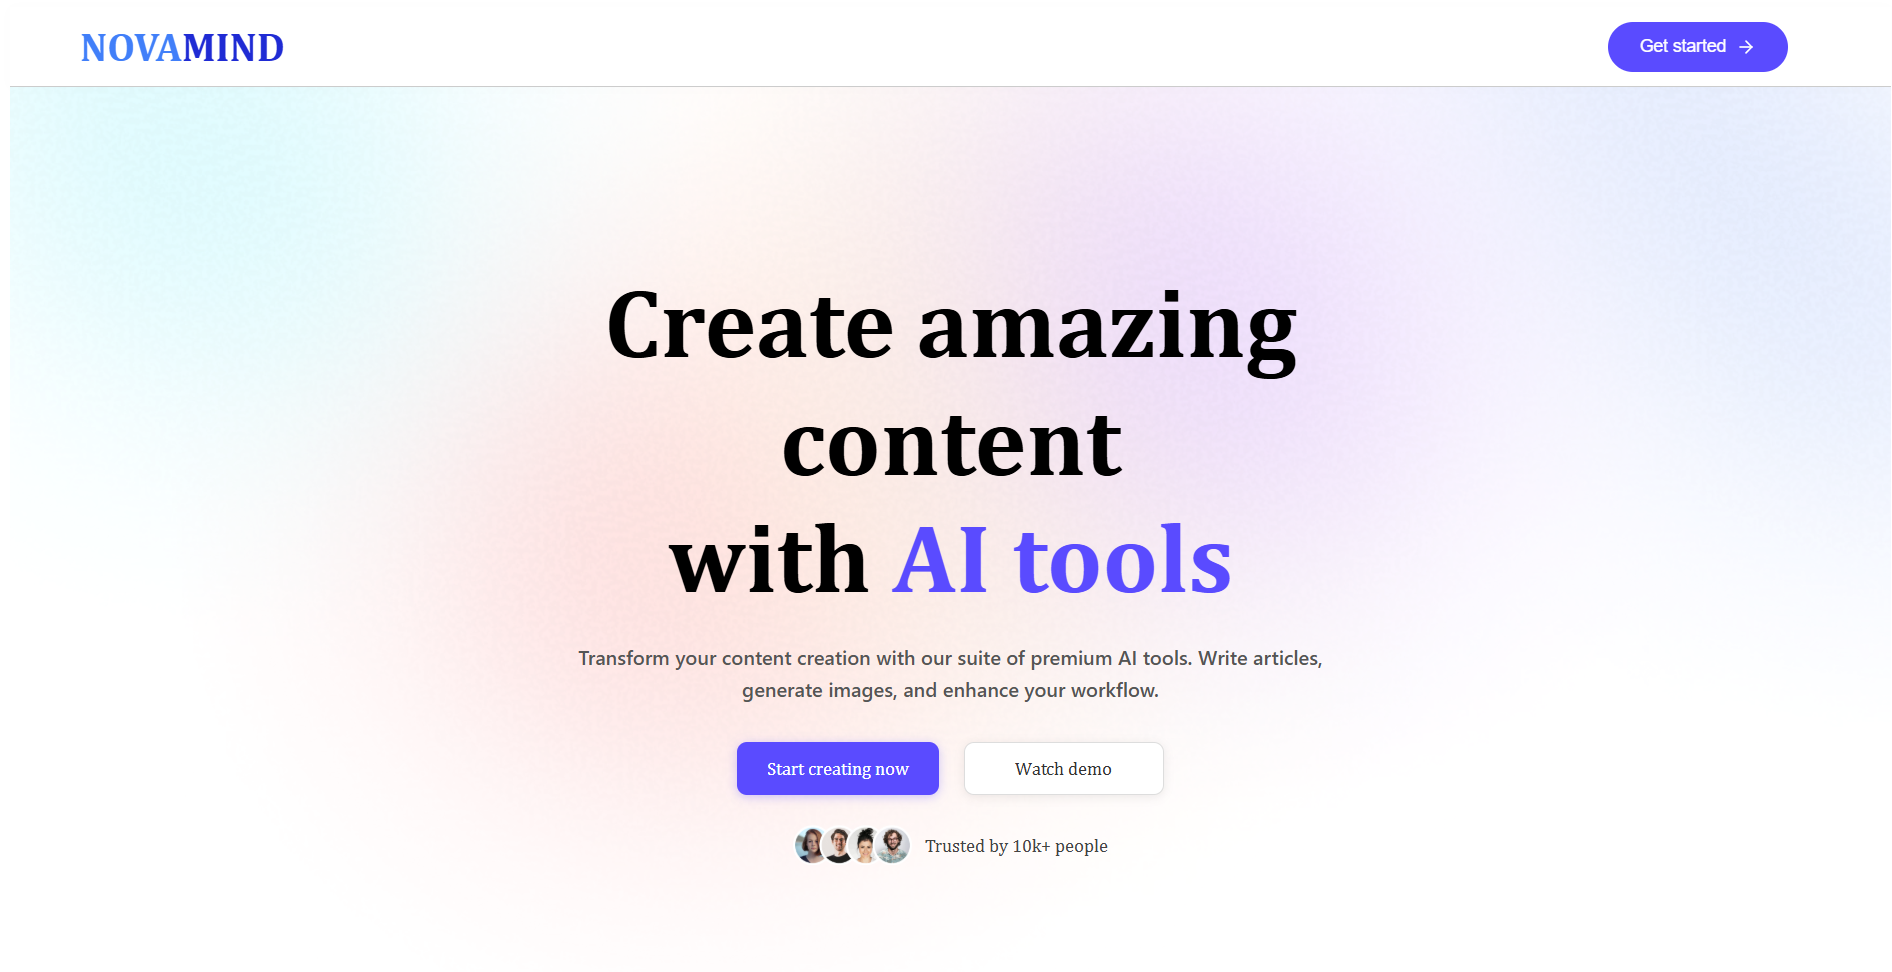 NOVAMIND
Get started
Create amazing
content
with AI tools
Transform your content creation with our suite of premium AI tools. Write articles,
generate images, and enhance your workflow.
Start creating now
Watch demo
Trusted by 10k+ people